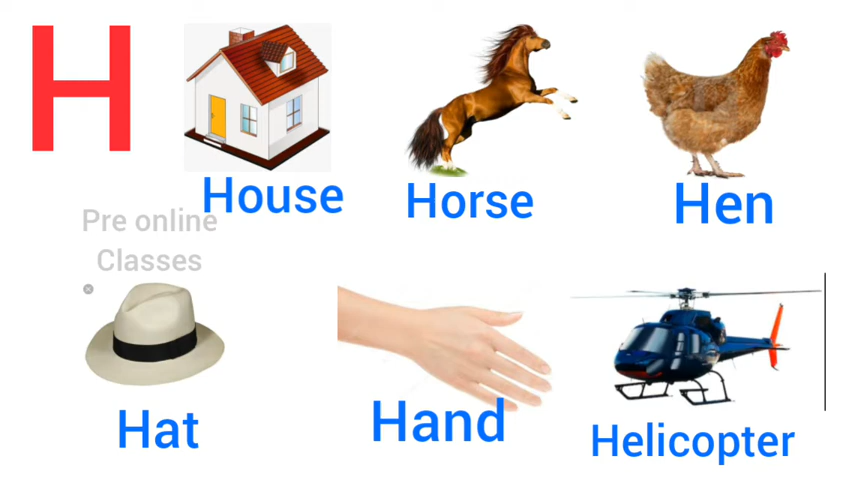 H
House
Horse
Hen
Pre online
Classes
Hat
Hand
Helicopter